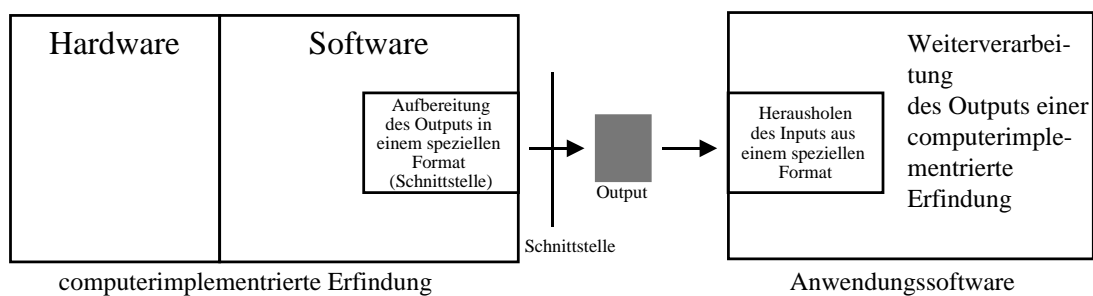 Hardware
Software
Aufbereitung
des Outputs in
einem speziellen
Format
(Schnittstelle)
Schnittstelle
Output
Herausholen
des Inputs aus
einem speziellen
Format
Weiterverarbei-
tung
des Outputs einer
computerimple-
mentrierte
Erfindung
computerimplementrierte Erfindung
Anwendungssoftware